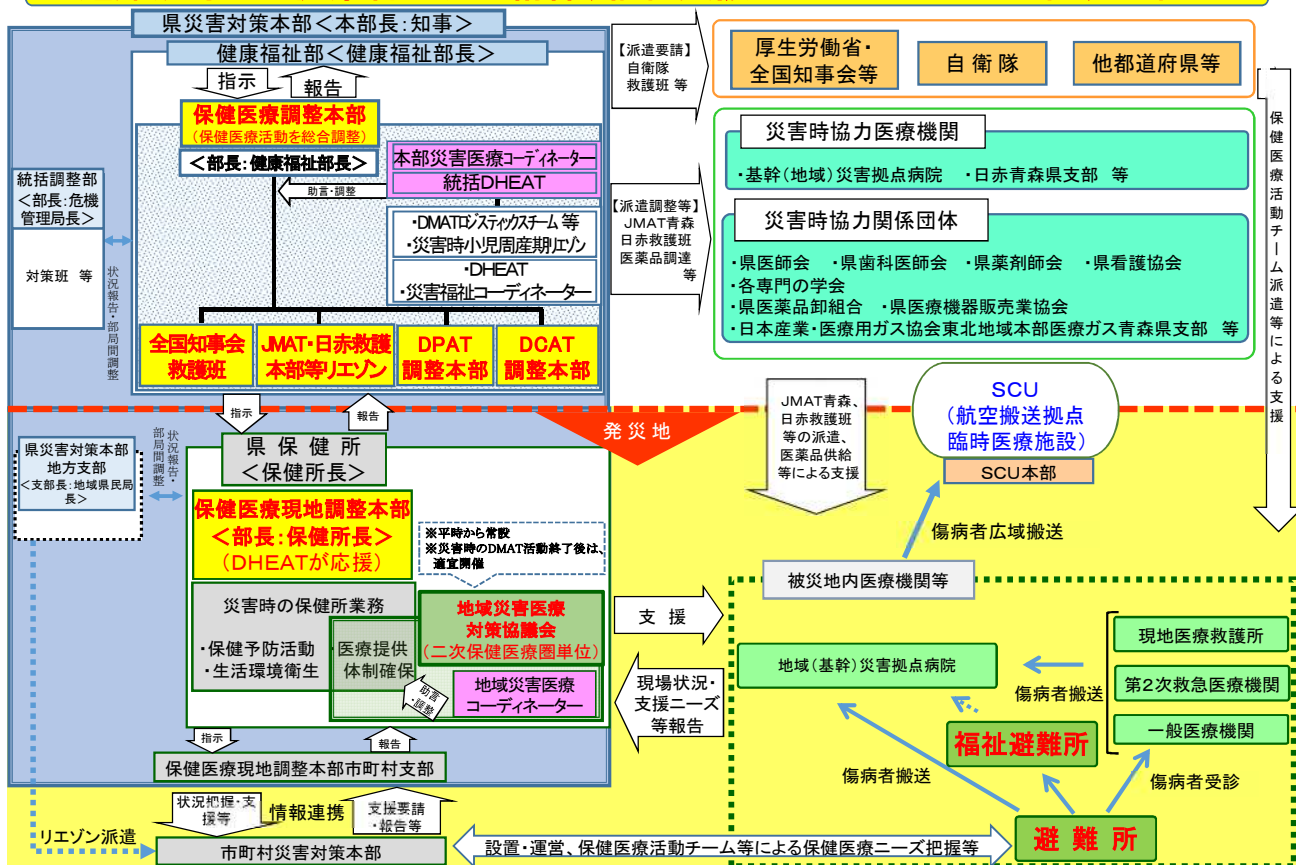 県災害対策本部<本部長:知事>
健康福祉部<健康福祉部長>
指示
報告
保健医療調整本部
(保健医療活動を総合調整)
<部長:健康福祉部長>
本部災害医療コーディネーター
統括DHEAT
助言・調整
・DMATロジスティックスチーム 等
・災害時小児周産期リエゾン
・DHEAT
・災害福祉コーディネーター
統括調整部
<部長:危機
管理局長>
対策班 等
状況報告・部局間調整
全国知事会
救護班
JMAT・日赤救護
本部等リエゾン
DPAT
調整本部
DCAT
調整本部
【派遣要請】
自衛隊
救護班 等
厚生労働省・
全国知事会等
自 衛 隊
他都道府県等
【派遣調整等】
JMAT青森
日赤救護班
医薬品調達
等
災害時協力医療機関
・基幹(地域)災害拠点病院 ・日赤青森県支部 等
災害時協力関係団体
・県医師会 ・県歯科医師会 ・県薬剤師会 ・県看護協会
・各専門の学会
・県医薬品卸組合 ・県医療機器販売業協会
・日本産業・医療用ガス協会東北地域本部医療ガス青森県支部 等
保健医療活動チーム派遣等による支援
指示
報告
発災地
JMAT青森、
日赤救護班
等の派遣、
医薬品供給
等による支援
SCU
(航空搬送拠点
臨時医療施設)
SCU本部
県災害対策本部
地方支部
<支部長:地域県民局
長>
状況報告・
部局間調整
県 保 健 所
<保健所長>
保健医療現地調整本部
<部長:保健所長>
(DHEATが応援)
※平時から常設
※災害時のDMAT活動終了後は、
適宜開催
災害時の保健所業務
・保健予防活動
・生活環境衛生
・医療提供
体制確保
地域災害医療
対策協議会
(二次保健医療圏単位)
助言
・調整
地域災害医療
コーディネーター
支 援
現場状況・
支援ニーズ
等報告
傷病者広域搬送
被災地内医療機関等
地域(基幹)災害拠点病院
傷病者搬送
現地医療救護所
第2次救急医療機関
一般医療機関
福祉避難所
傷病者搬送
傷病者受診
避 難 所
指示
報告
保健医療現地調整本部市町村支部
状況把握・支
援等
情報連携
支援要請
・報告等
リエゾン派遣
市町村災害対策本部
設置・運営、保健医療活動チーム等による保健医療ニーズ把握等